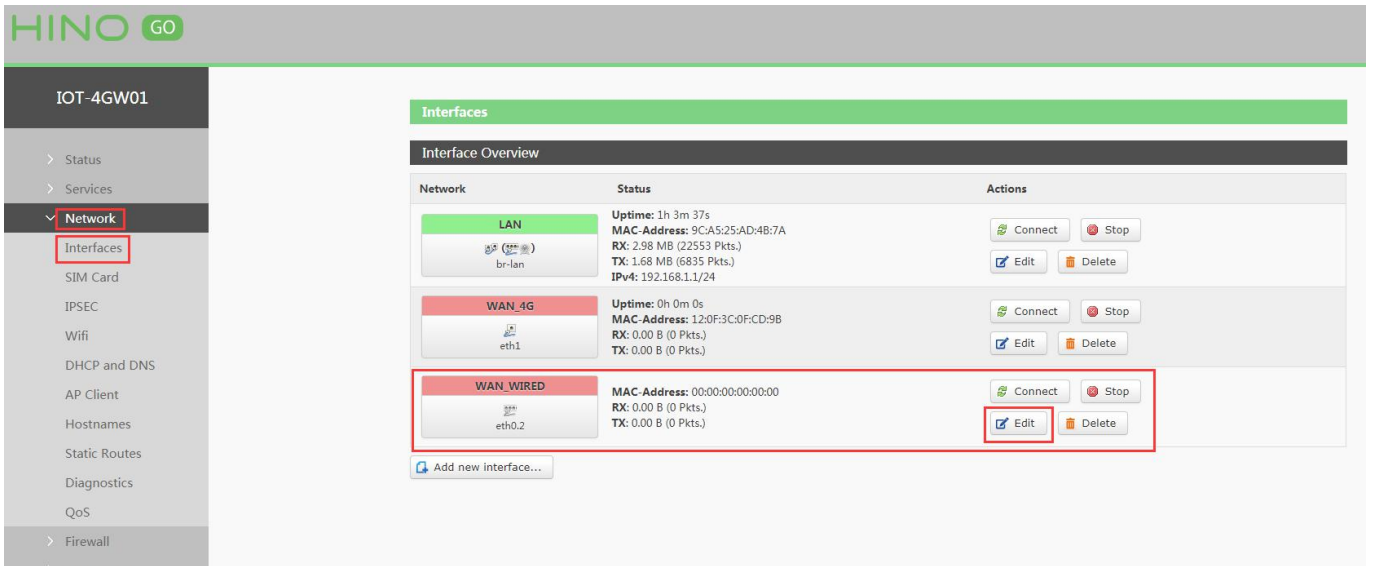 HINO GO
IOT-4GW01
Status
Services
Network
Interfaces
SIM Card
IPSEC
Wifi
DHCP and DNS
AP Client
Hostnames
Static Routes
Diagnostics
QoS
Firewall
Interfaces
Interface Overview
Network Status Actions
LAN
br-lan
Uptime: 1h 3m 37s
MAC-Address: 9C:A5:25:AD:4B:7A
RX: 2.98 MB (22553 Pkts.)
TX: 1.68 MB (6835 Pkts.)
IPv4: 192.168.1.1/24
Connect Stop
Edit Delete
WAN_4G
eth1
Uptime: 0h 0m 0s
MAC-Address: 12:0F:3C:0F:CD:9B
RX: 0.00 B (0 Pkts.)
TX: 0.00 B (0 Pkts.)
Connect Stop
Edit Delete
WAN_WIRED
eth0.2
MAC-Address: 00:00:00:00:00:00
RX: 0.00 B (0 Pkts.)
TX: 0.00 B (0 Pkts.)
Connect Stop
Edit Delete
Add new interface...